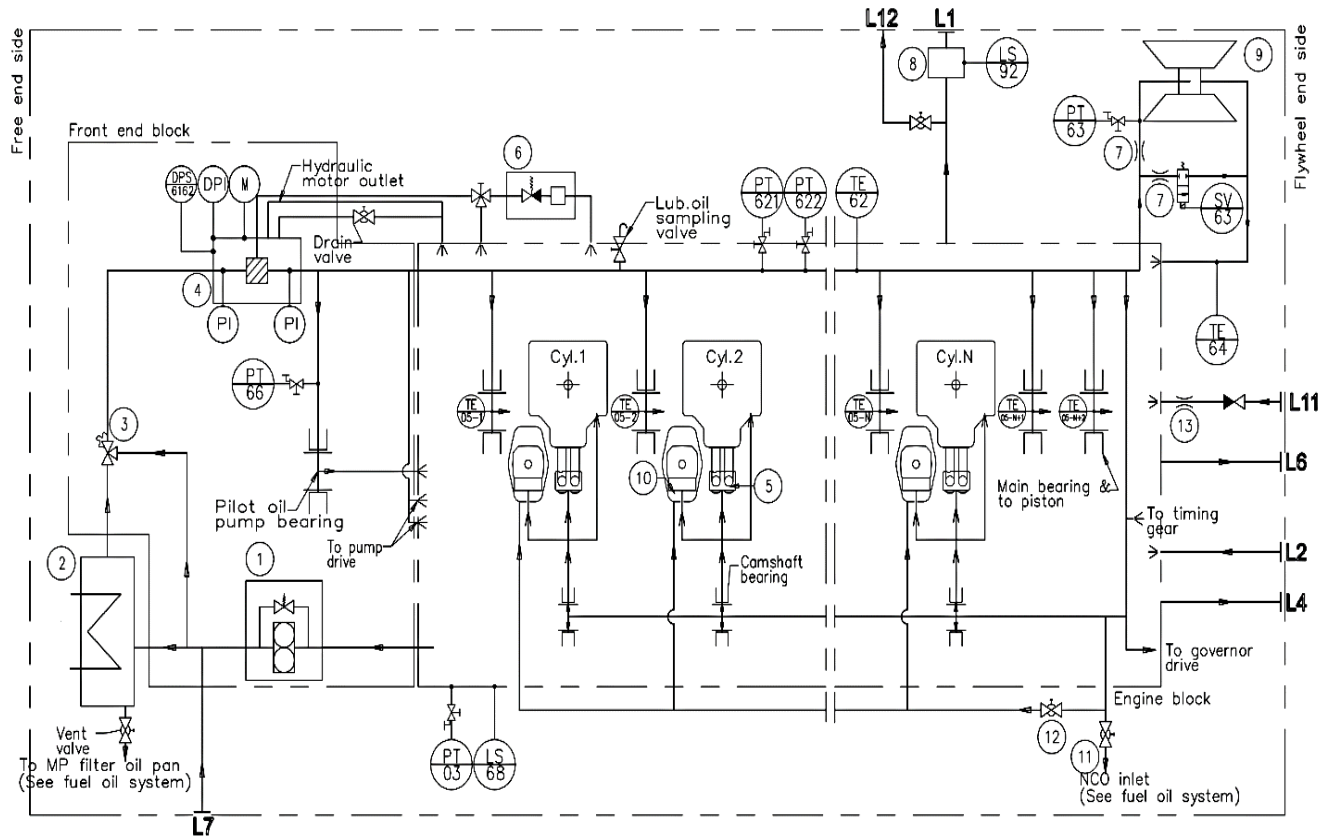 L12
L1
Free end side
Flywheel end side
8
LS
92
9
PT
63
7
7
SV
63
Front end block
DPS
6162
DPI
M
Hydraulic
motor outlet
6
Lub.oil
sampling
valve
PT
621
PT
622
TE
62
Drain
valve
4
PI
PI
TE
64
PT
66
Cyl.1
Cyl.2
Cyl.N
TE
05-1
TE
05-2
TE
05-N
TE
05-N+1
TE
05-N+2
L11
13
3
L6
10
5
Main bearing &
to piston
Pilot oil
pump bearing
To pump
drive
To timing
gear
L2
2
1
Camshaft
bearing
L4
To governor
drive
Engine block
Vent
valve
To MP filter oil pan
(See fuel oil system)
PT
03
LS
68
12
11
NCO inlet
(See fuel oil system)
L7